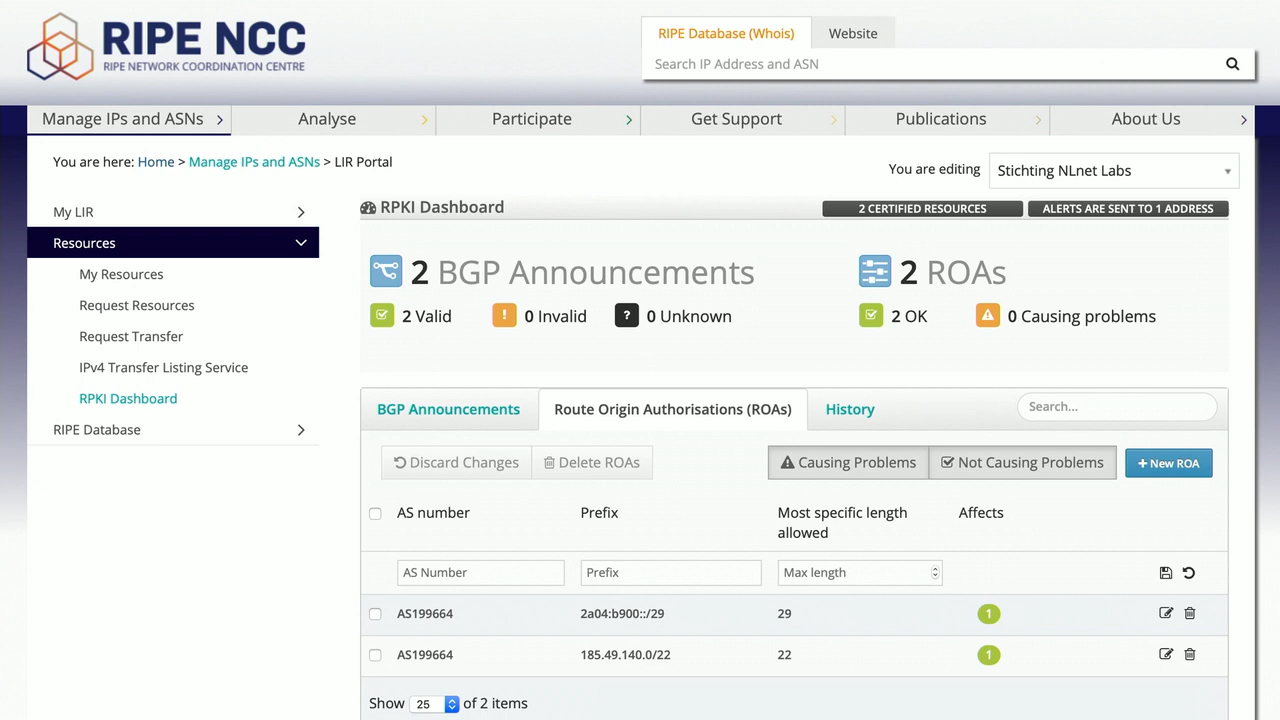 RIPE NCC
RIPE NETWORK COORDINATION CENTRE
RIPE Database (Whois)
Website
Search IP Address and ASN
Manage IPs and ASNs
Analyse
Participate
Get Support
Publications
About Us
You are here: Home > Manage IPs and ASNs > LIR Portal
You are editing
Stichting NLnet Labs
My LIR
Resources
My Resources
Request Resources
Request Transfer
IPv4 Transfer Listing Service
RPKI Dashboard
RIPE Database
RPKI Dashboard
2 CERTIFIED RESOURCES
ALERTS ARE SENT TO 1 ADDRESS
2 BGP Announcements
2 Valid
0 Invalid
0 Unknown
2 ROAs
2 OK
0 Causing problems
BGP Announcements
Route Origin Authorisations (ROAs)
History
Search...
Discard Changes
Delete ROAs
Causing Problems
Not Causing Problems
+ New ROA
AS number
Prefix
Most specific length
allowed
Affects
AS Number
Prefix
Max length
AS199664
2a04:b900::/29
29
1
AS199664
185.49.140.0/22
22
1
Show 25 of 2 items